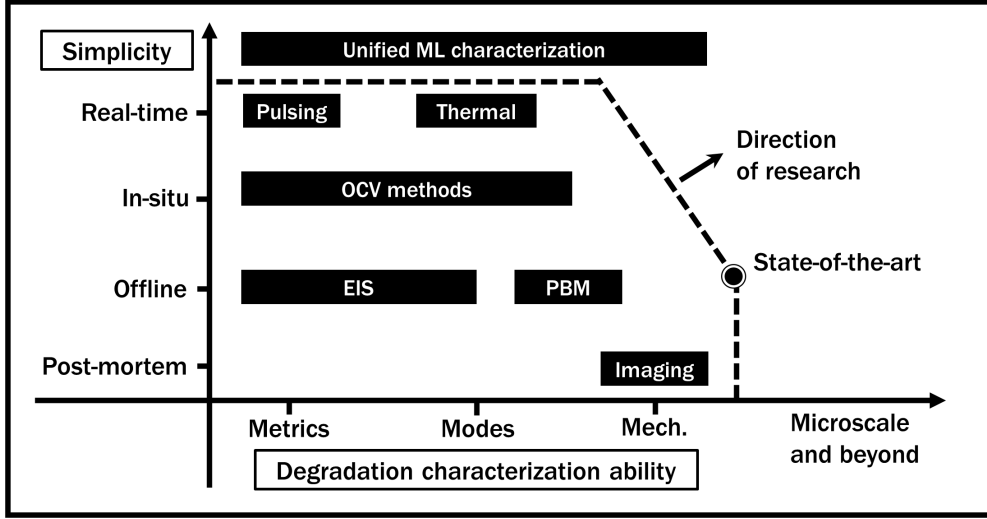 Simplicity
Unified ML characterization
Real-time
Pulsing
Thermal
Direction
of research
In-situ
OCV methods
State-of-the-art
Offline
EIS
PBM
Post-mortem
Imaging
Metrics
Modes
Mech.
Microscale
and beyond
Degradation characterization ability